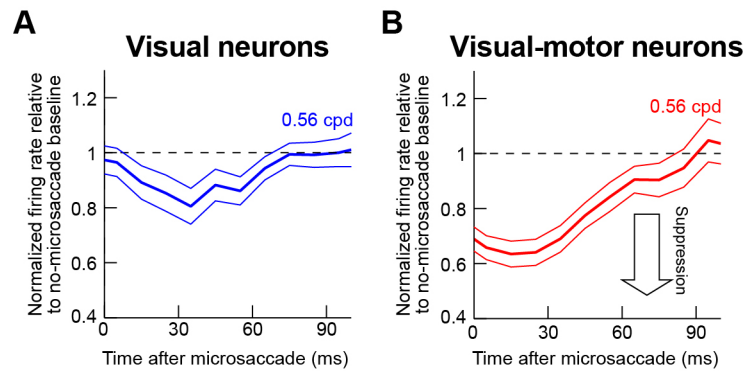 A
Visual neurons
Normalized firing rate relative
to no-microsaccade baseline
1.2
1
0.8
0.6
0.4
0.56 cpd
0
30
60
90
Time after microsaccade (ms)
B
Visual-motor neurons
Normalized firing rate relative
to no-microsaccade baseline
1.2
1
0.8
0.6
0.4
0.56 cpd
Suppression
0
30
60
90
Time after microsaccade (ms)